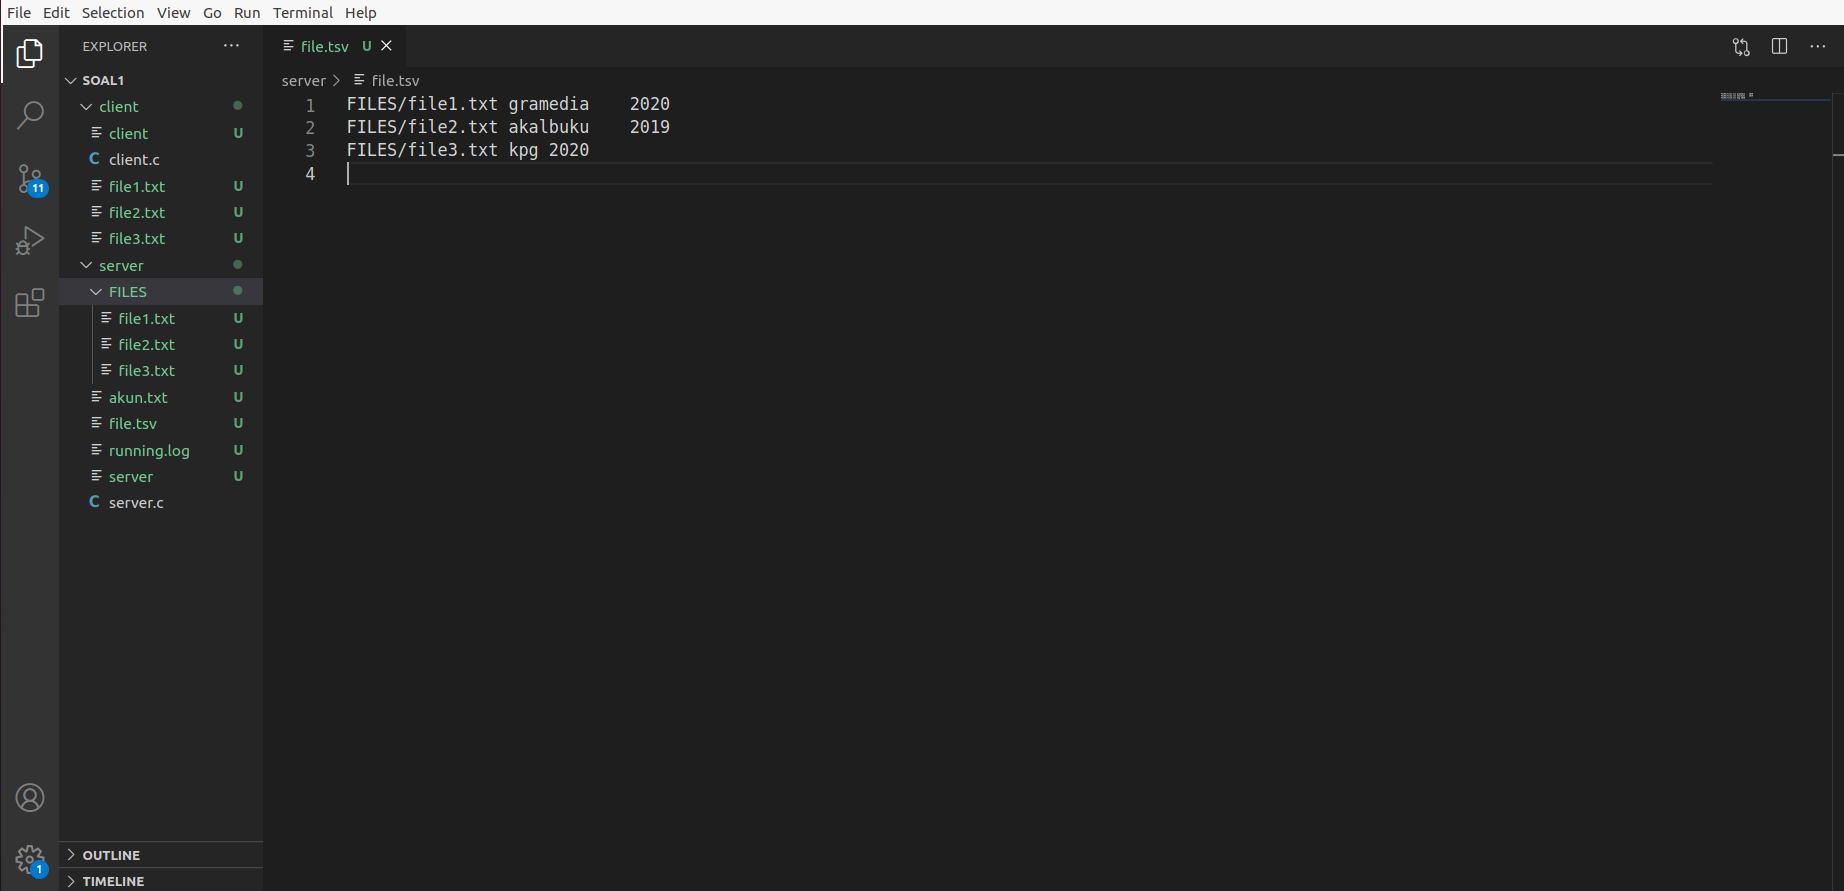 File Edit Selection View Go Run Terminal Help
EXPLORER ···
SOAL1
client
client U
C client.c
file1.txt U
file2.txt U
file3.txt U
server
FILES
file1.txt U
file2.txt U
file3.txt U
akun.txt U
file.tsv U
running.log U
server U
C server.c
OUTLINE
TIMELINE
11
1
file.tsv U
server > file.tsv
1 FILES/file1.txt gramedia    2020
2 FILES/file2.txt akalbuku    2019
3 FILES/file3.txt kpg 2020
4